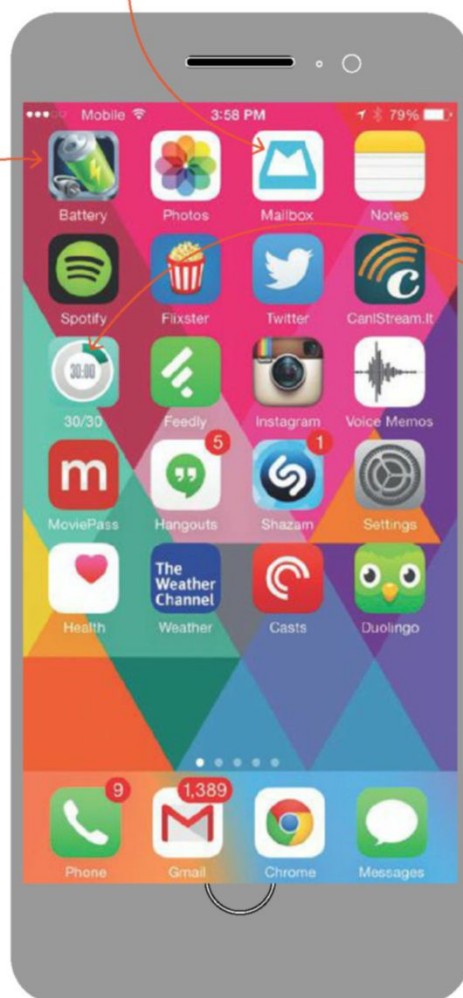 Mobile 3:58 PM 79%
Battery Photos Mailbox Notes
Spotify Flixster Twitter CanIStream.It
30:00
30/30 Feedly Instagram Voice Memos
5 1
m
MoviePass Hangouts Shazam Settings
The
Weather
Channel
Health Weather Casts Duolingo
9 1,389
Phone Gmail Chrome Messages